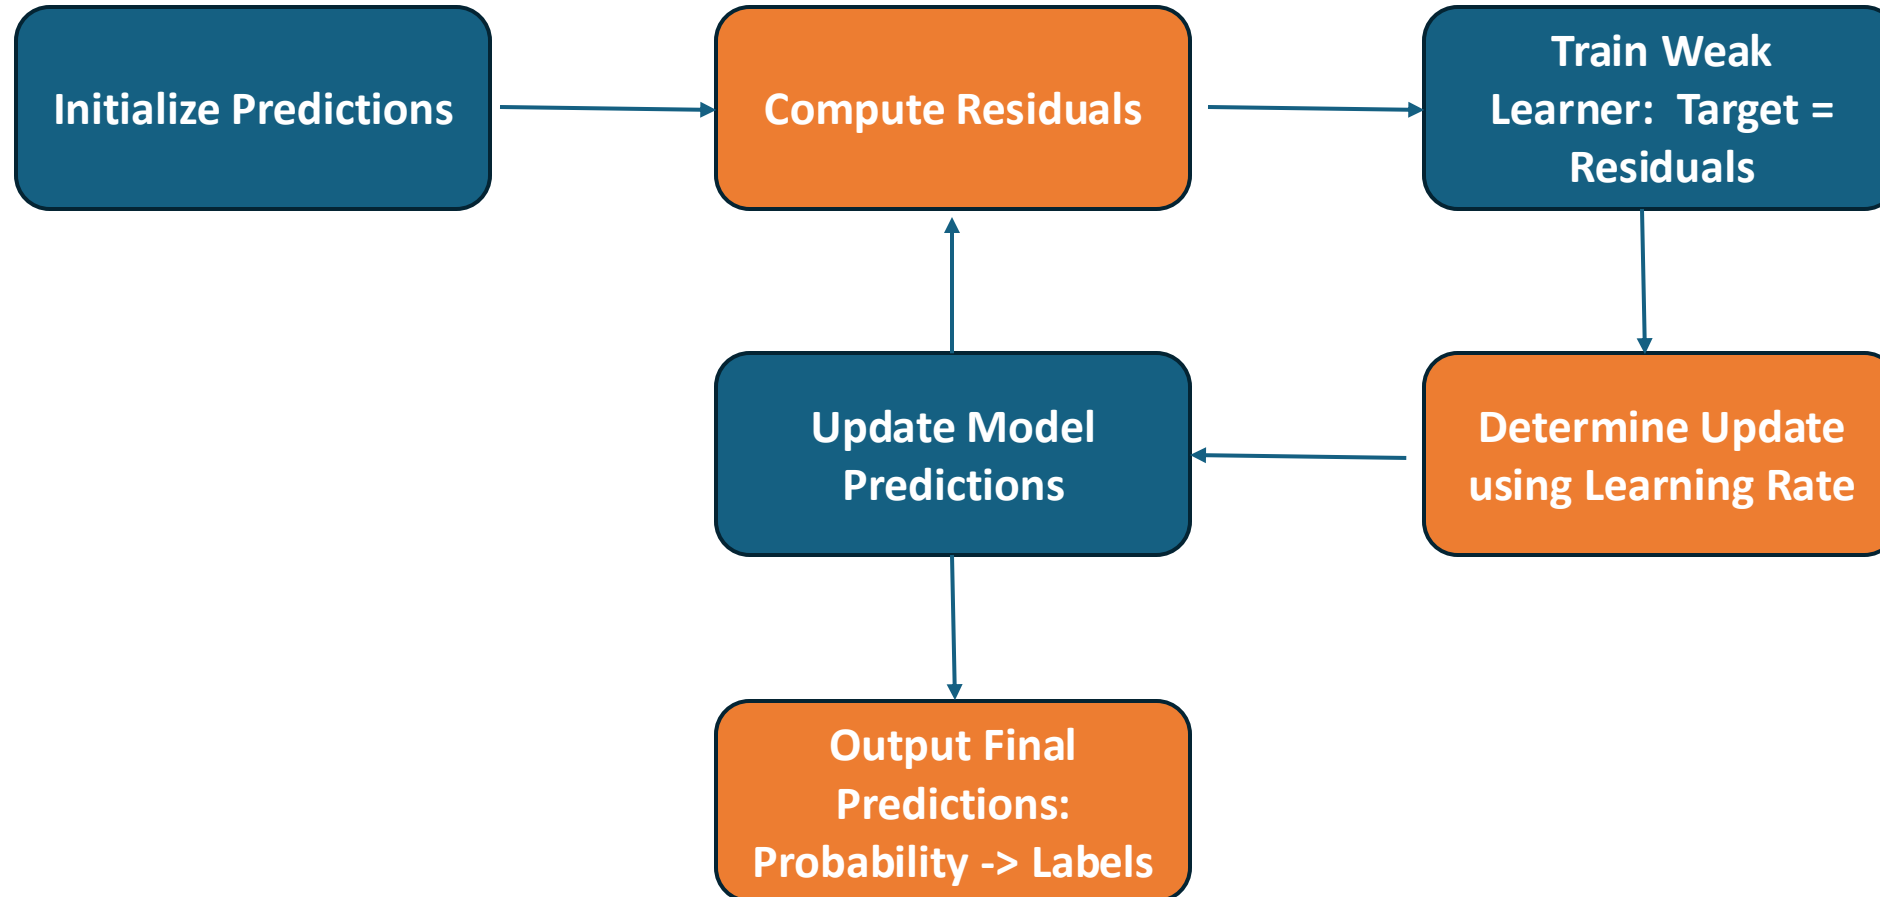 Initialize Predictions
Compute Residuals
Train Weak
Learner: Target =
Residuals
Update Model
Predictions
Determine Update
using Learning Rate
Output Final
Predictions:
Probability -> Labels